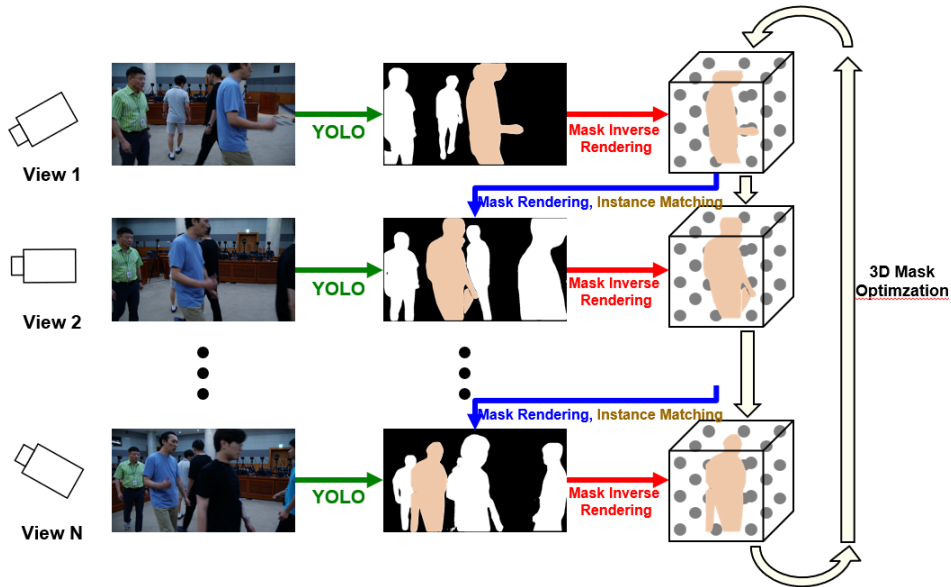 YOLO
Mask Inverse
Rendering
View 1
Mask Rendering, Instance Matching
YOLO
Mask Inverse
Rendering
3D Mask
Optimzation
View 2
Mask Rendering, Instance Matching
YOLO
Mask Inverse
Rendering
View N